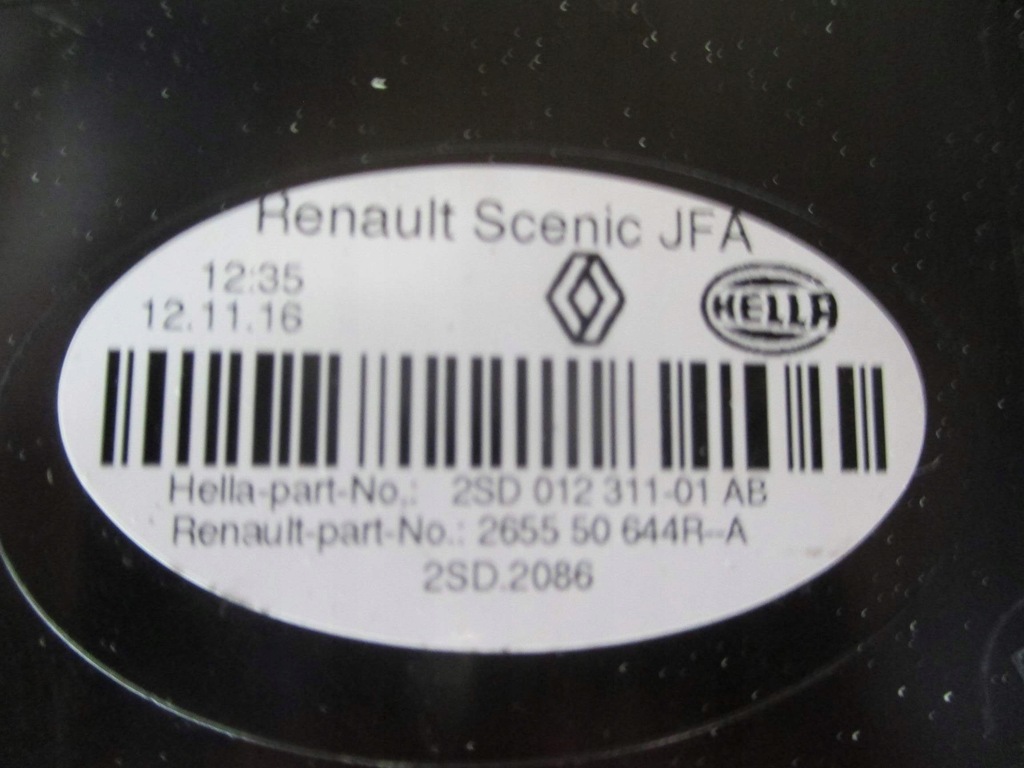 Renault Scenic JFA
12:35
12.11.16
HELLA
Hella-part-No.: 2SD 012 311-01 AB
Renault-part-No.: 2655 50 644R--A
2SD.2086